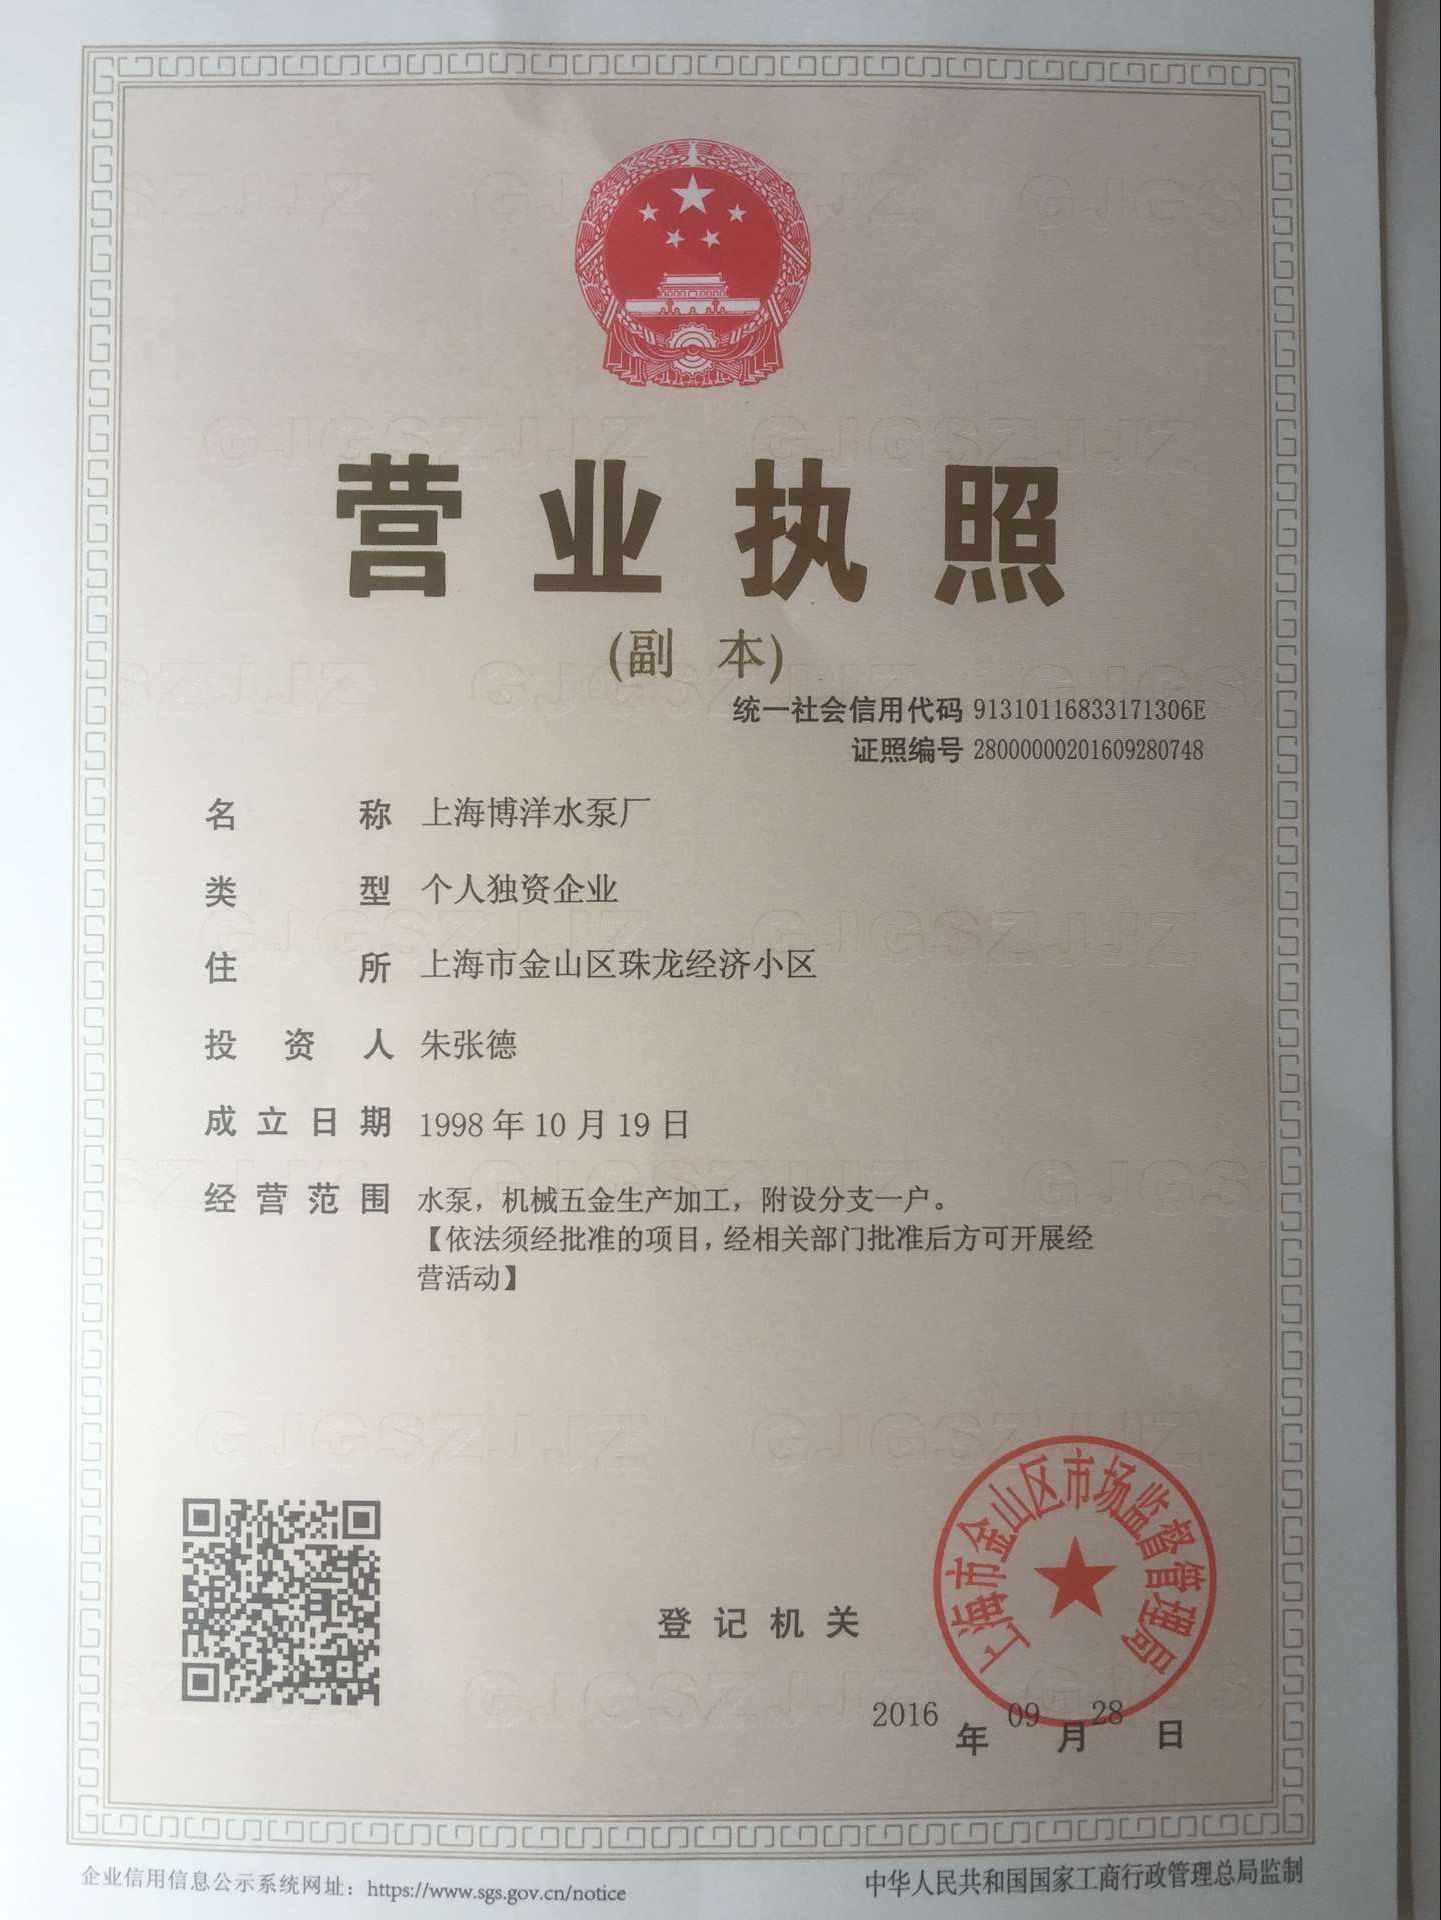 营业执照
(副 本)
统一社会信用代码 91310116833171306E
证照编号 28000000201609280748
名 称 上海博洋水泵厂
类 型 个人独资企业
住 所 上海市金山区珠龙经济小区
投 资 人 朱张德
成立日期 1998 年 10 月 19 日
经营范围 水泵，机械五金生产加工，附设分支一户。
【依法须经批准的项目，经相关部门批准后方可开展经
营活动】
上海市金山区市场监督管理局
登记机关
2016 年 09 月 28 日
企业信用信息公示系统网址：https://www.sgs.gov.cn/notice
中华人民共和国国家工商行政管理总局监制